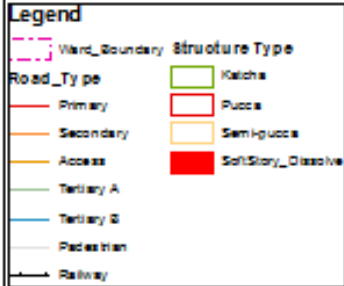 Legend
Ward_Boundary
Road_Type
Primary
Secondary
Access
Tertiary A
Tertiary B
Pedestrian
Railway
Structure Type
Katcha
Pucca
Semi-pucca
SoftStory_Dissolve